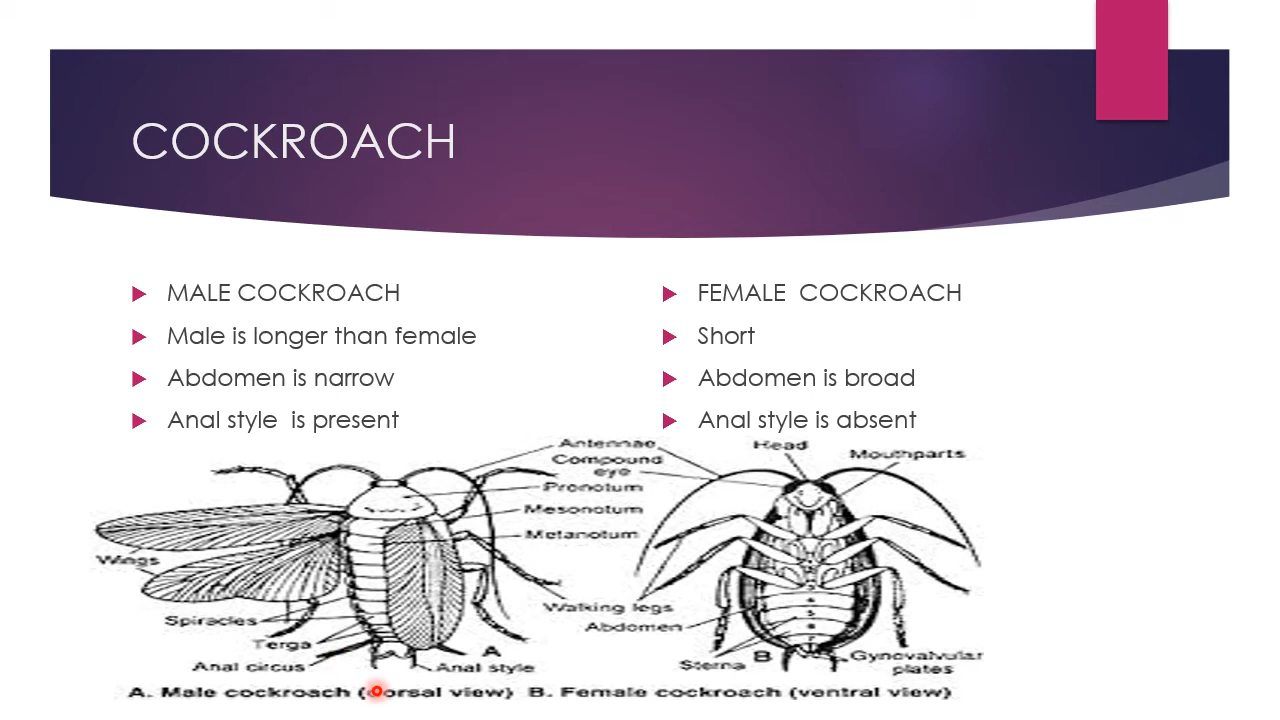 COCKROACH
MALE COCKROACH
Male is longer than female
Abdomen is narrow
Anal style is present
FEMALE COCKROACH
Short
Abdomen is broad
Anal style is absent
Antennae
Compound
eye
Pronotum
Mesonotum
Metanotum
Wings
Spiracles
Terga
Anal circus
Anal style
A
Head
Mouthparts
Walking legs
Abdomen
Sterna
B
Gynovalvular
plates
A. Male cockroach (dorsal view) B. Female cockroach (ventral view)